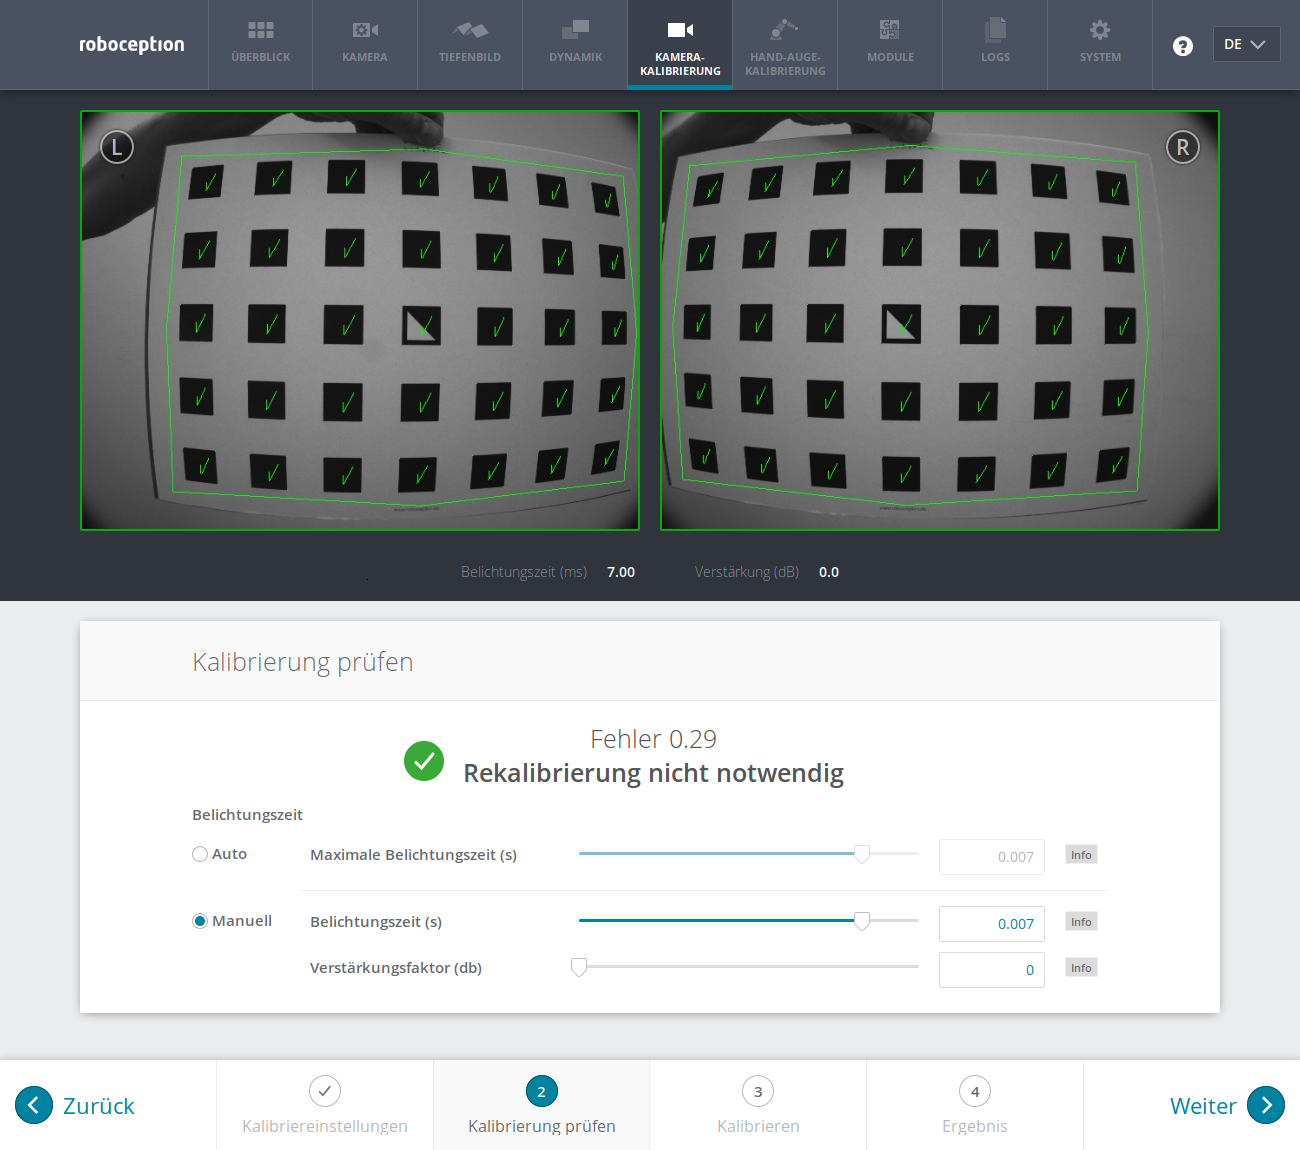 roboception
ÜBERBLICK
KAMERA
TIEFENBILD
DYNAMIK
KAMERA-
KALIBRIERUNG
HAND-AUGE-
KALIBRIERUNG
MODULE
LOGS
SYSTEM
?
DE
L
R
Belichtungszeit (ms) 7.00 Verstärkung (dB) 0.0
Kalibrierung prüfen
Fehler 0.29
Rekalibrierung nicht notwendig
Belichtungszeit
Auto Maximale Belichtungszeit (s) 0.007 Info
Manuell Belichtungszeit (s) 0.007 Info
Verstärkungsfaktor (db) 0 Info
Zurück
Kalibriereinstellungen
2
Kalibrierung prüfen
3
Kalibrieren
4
Ergebnis
Weiter